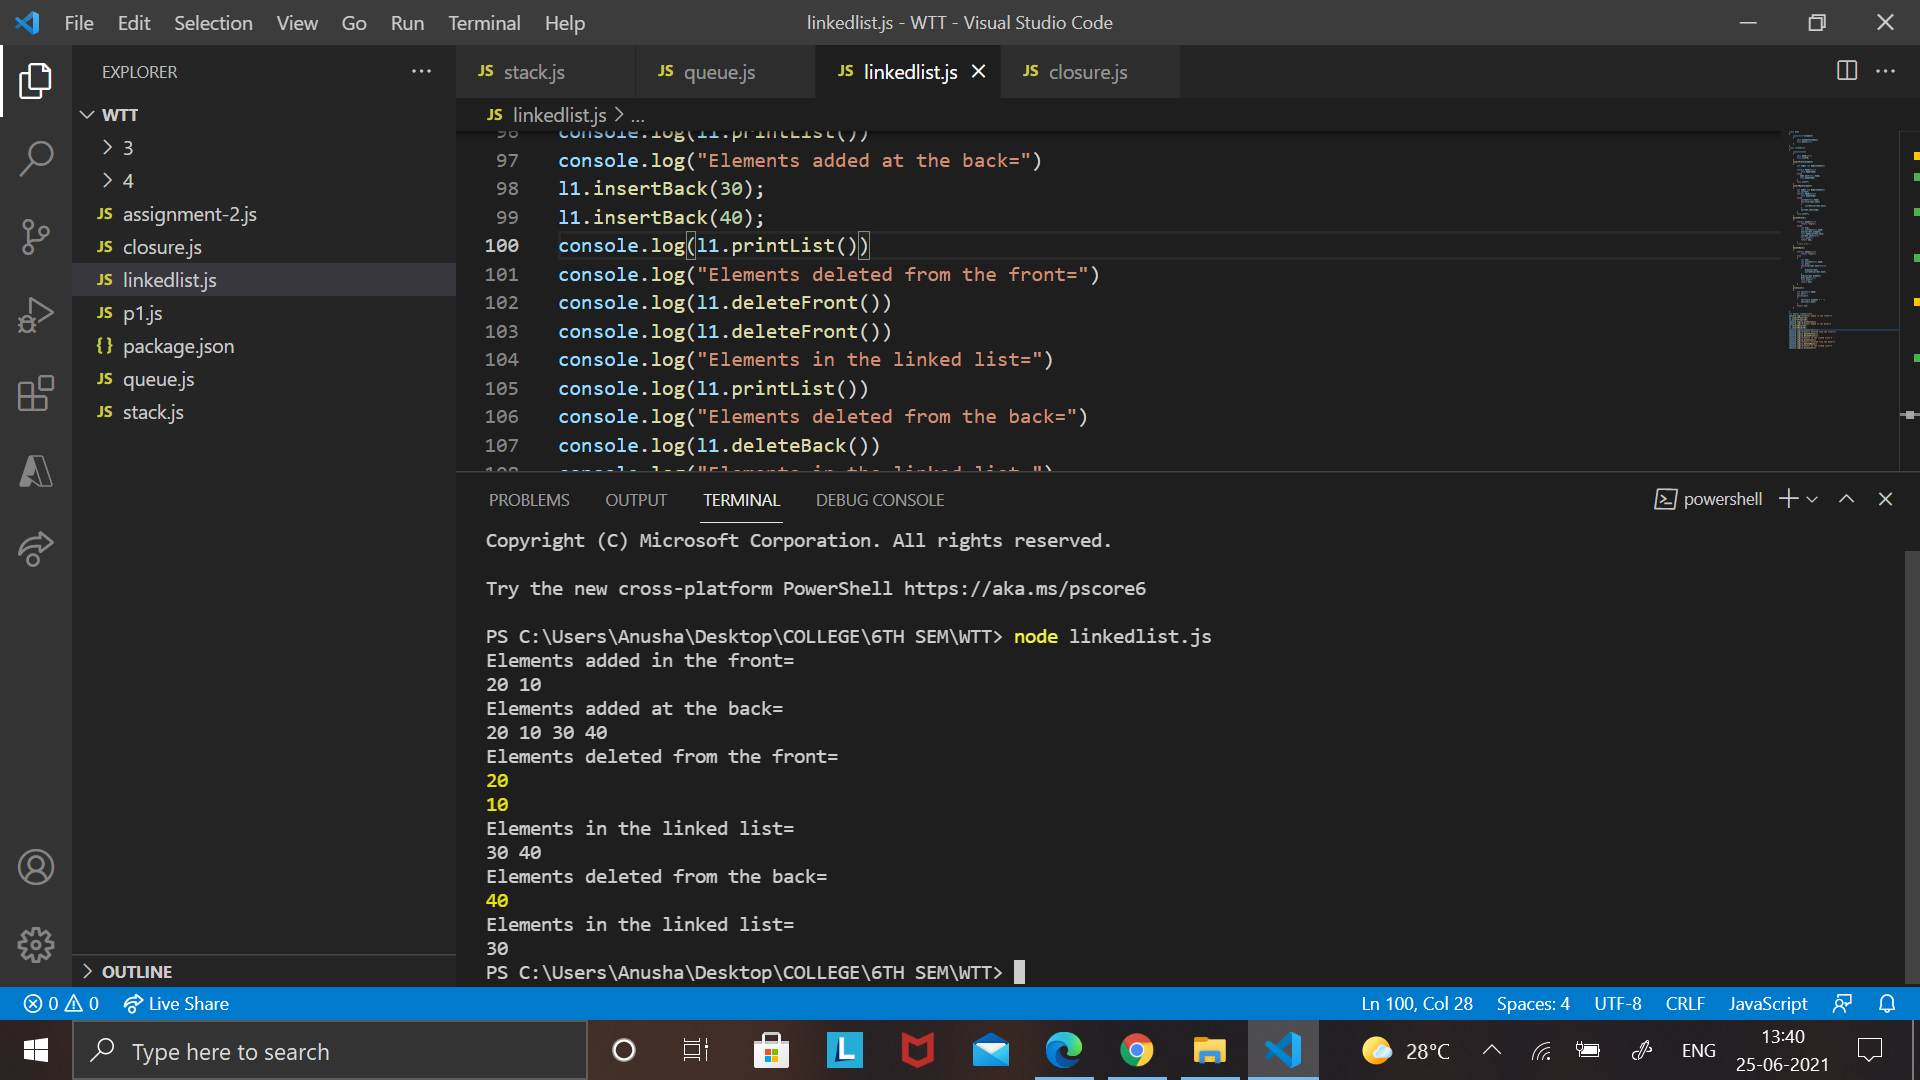 File Edit Selection View Go Run Terminal Help
linkedlist.js - WTT - Visual Studio Code
EXPLORER
WTT
3
4
JS assignment-2.js
JS closure.js
JS linkedlist.js
JS p1.js
{} package.json
JS queue.js
JS stack.js
OUTLINE
JS stack.js
JS queue.js
JS linkedlist.js
JS closure.js
JS linkedlist.js > ...
96 console.log(l1.printList())
97 console.log("Elements added at the back=")
98 l1.insertBack(30);
99 l1.insertBack(40);
100 console.log(l1.printList())
101 console.log("Elements deleted from the front=")
102 console.log(l1.deleteFront())
103 console.log(l1.deleteFront())
104 console.log("Elements in the linked list=")
105 console.log(l1.printList())
106 console.log("Elements deleted from the back=")
107 console.log(l1.deleteBack())
108 console.log("Elements in the linked list=")
PROBLEMS OUTPUT TERMINAL DEBUG CONSOLE
powershell
Copyright (C) Microsoft Corporation. All rights reserved.
Try the new cross-platform PowerShell https://aka.ms/pscore6
PS C:\Users\Anusha\Desktop\COLLEGE\6TH SEM\WTT> node linkedlist.js
Elements added in the front=
20 10
Elements added at the back=
20 10 30 40
Elements deleted from the front=
20
10
Elements in the linked list=
30 40
Elements deleted from the back=
40
Elements in the linked list=
30
PS C:\Users\Anusha\Desktop\COLLEGE\6TH SEM\WTT>
0 0 Live Share
Ln 100, Col 28 Spaces: 4 UTF-8 CRLF JavaScript
Type here to search
L
28°C
ENG
13:40
25-06-2021